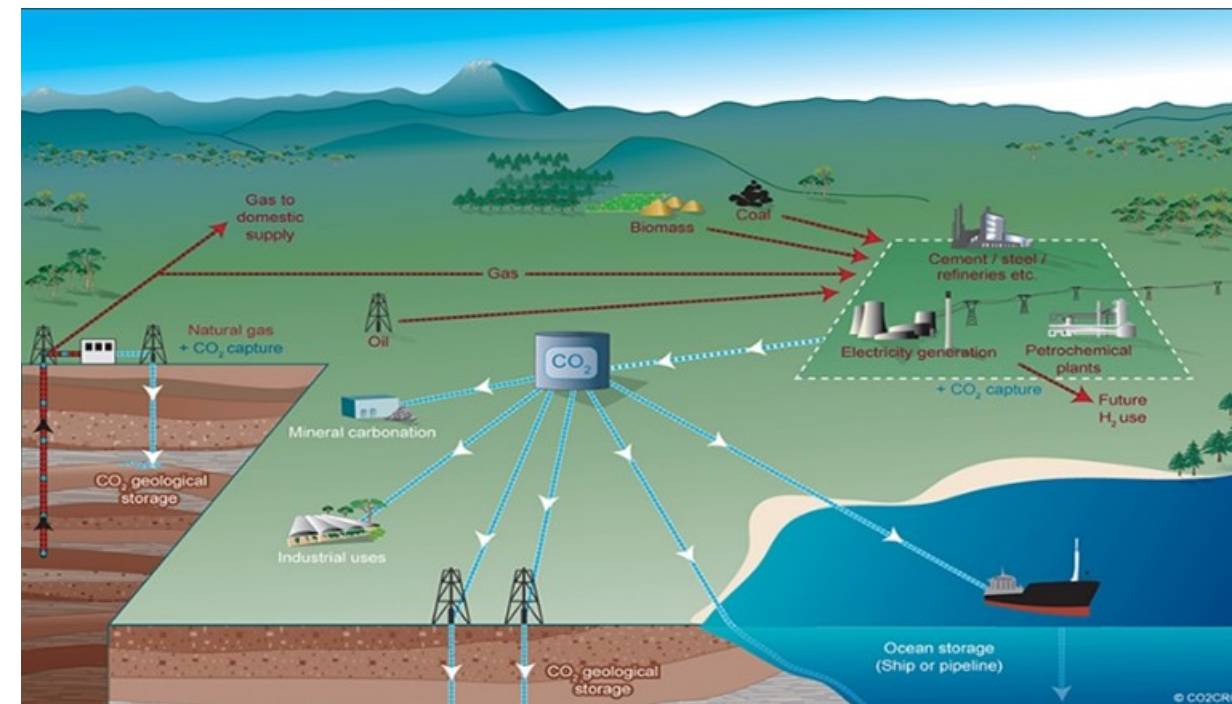 Gas to
domestic
supply
Coal
Biomass
Cement / steel /
refineries etc.
Gas
Natural gas
+ CO₂ capture
Oil
Electricity generation
Petrochemical
plants
CO₂
+ CO₂ capture
Future
H₂ use
Mineral carbonation
CO₂ geological
storage
Industrial uses
Ocean storage
(Ship or pipeline)
CO₂ geological
storage